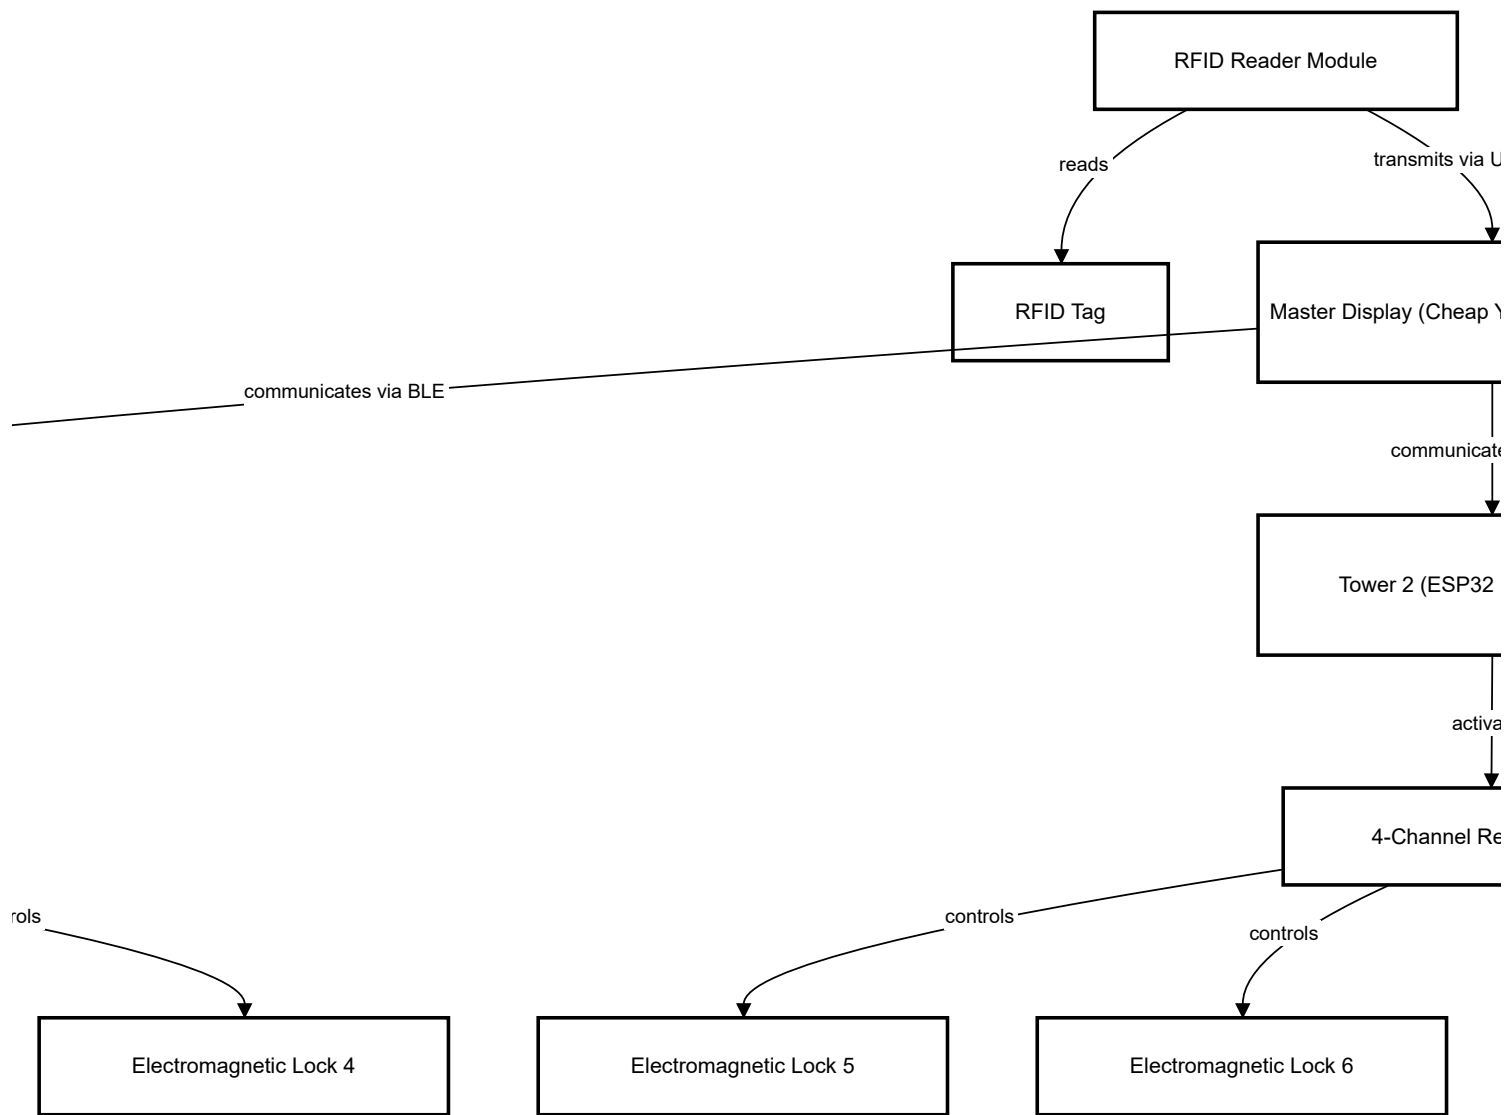 RFID Reader Module
reads
transmits via U
RFID Tag
Master Display (Cheap
communicates via BLE
communicate
Tower 2 (ESP32
activa
4-Channel Re
rols
controls
controls
Electromagnetic Lock 4
Electromagnetic Lock 5
Electromagnetic Lock 6